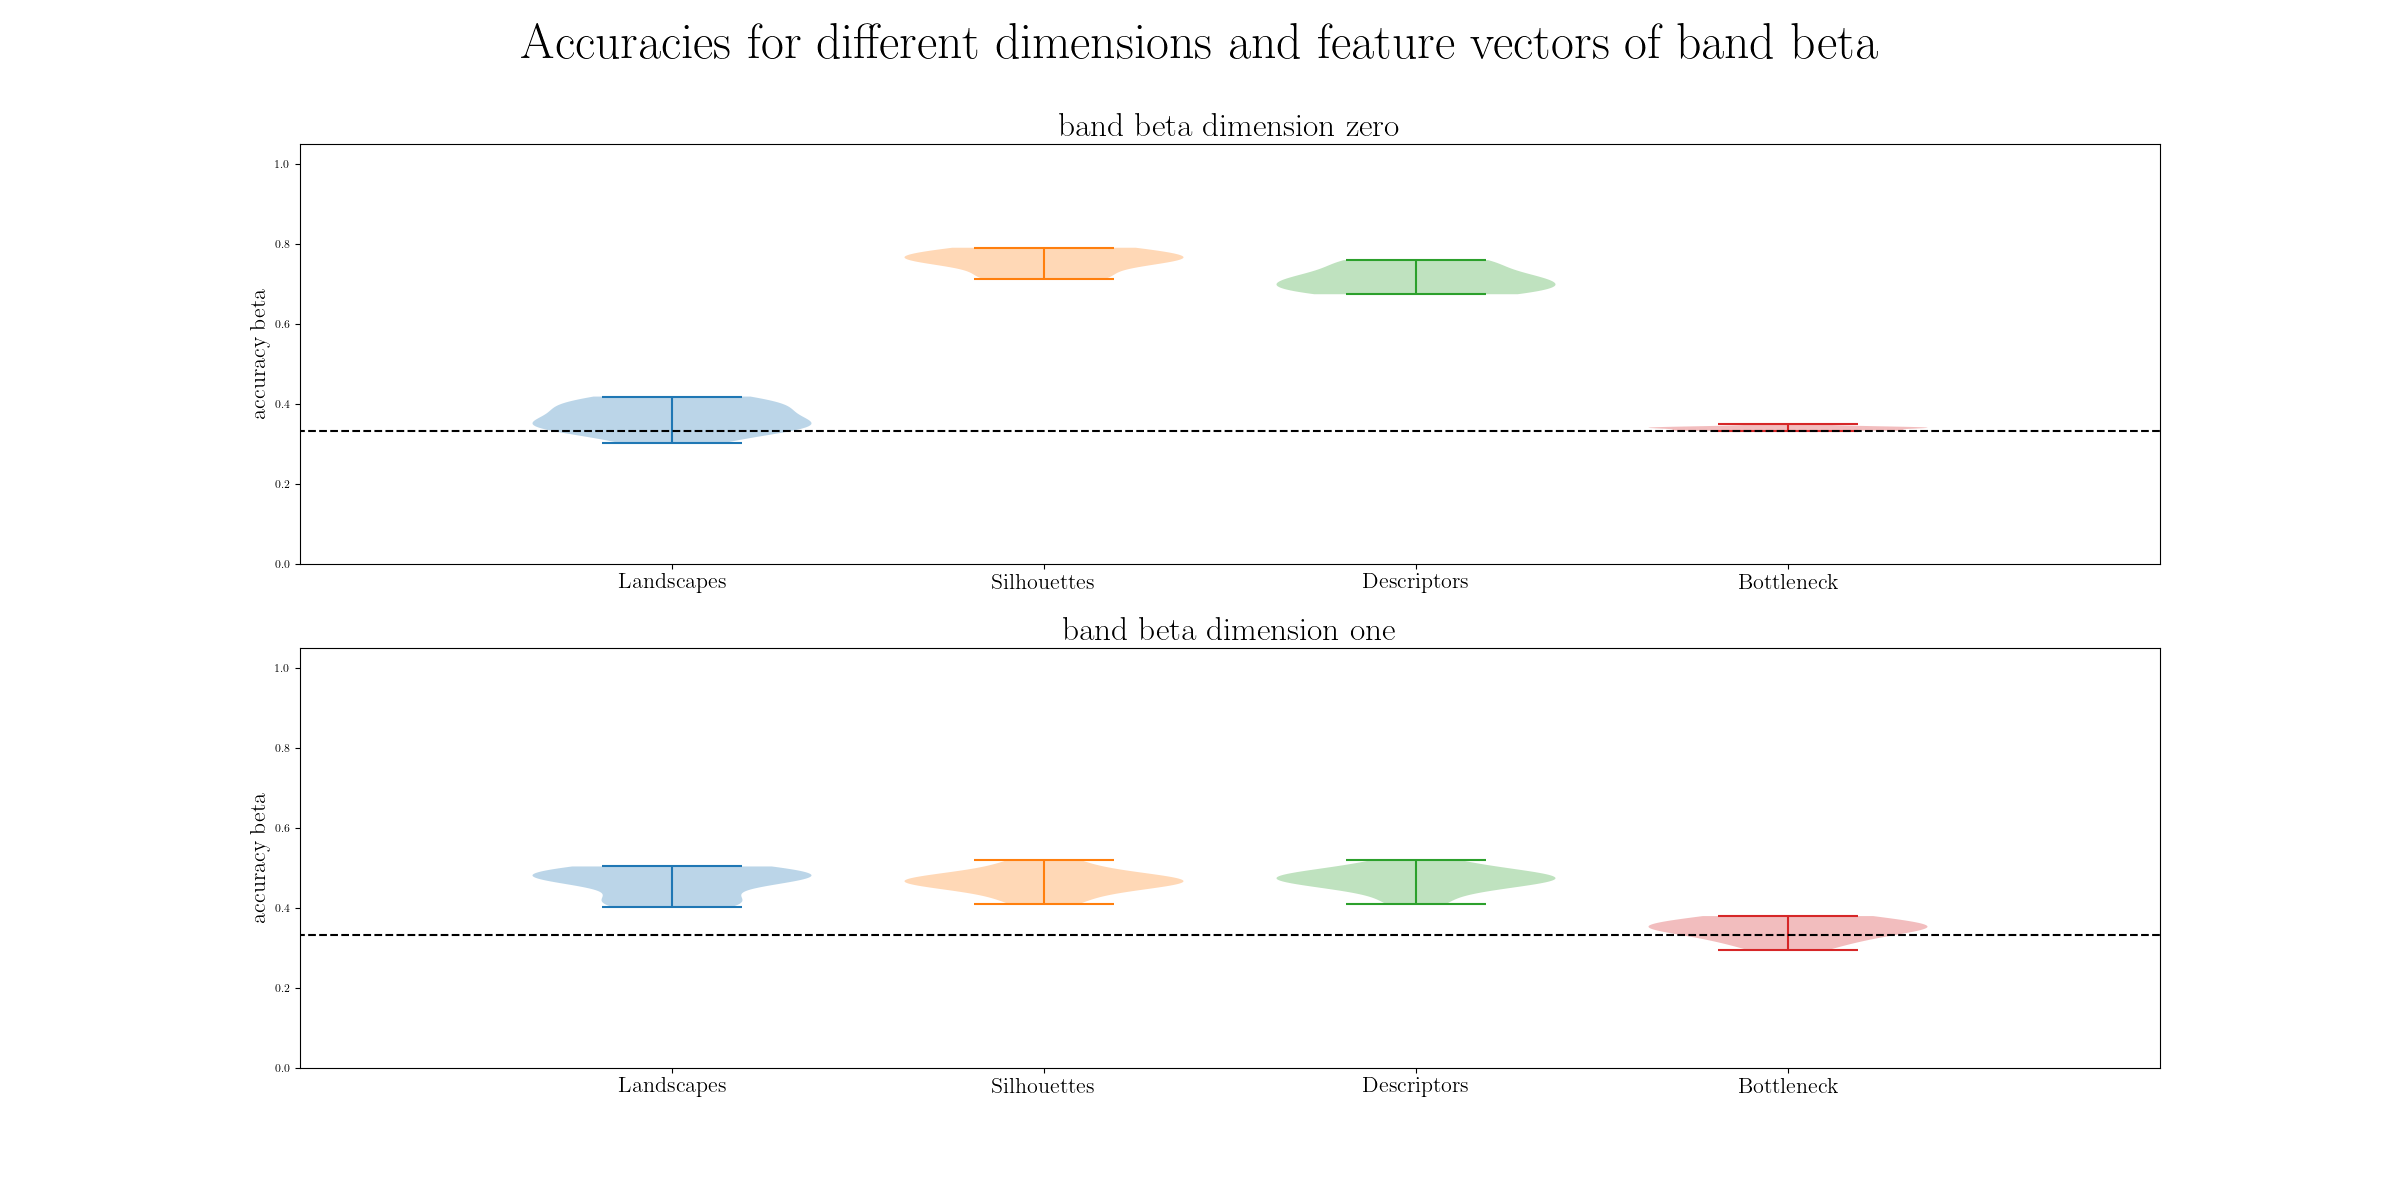 Accuracies for different dimensions and feature vectors of band beta
band beta dimension zero
1.0
0.8
0.6
0.4
0.2
0.0
accuracy beta
Landscapes Silhouettes Descriptors Bottleneck
band beta dimension one
1.0
0.8
0.6
0.4
0.2
0.0
accuracy beta
Landscapes Silhouettes Descriptors Bottleneck